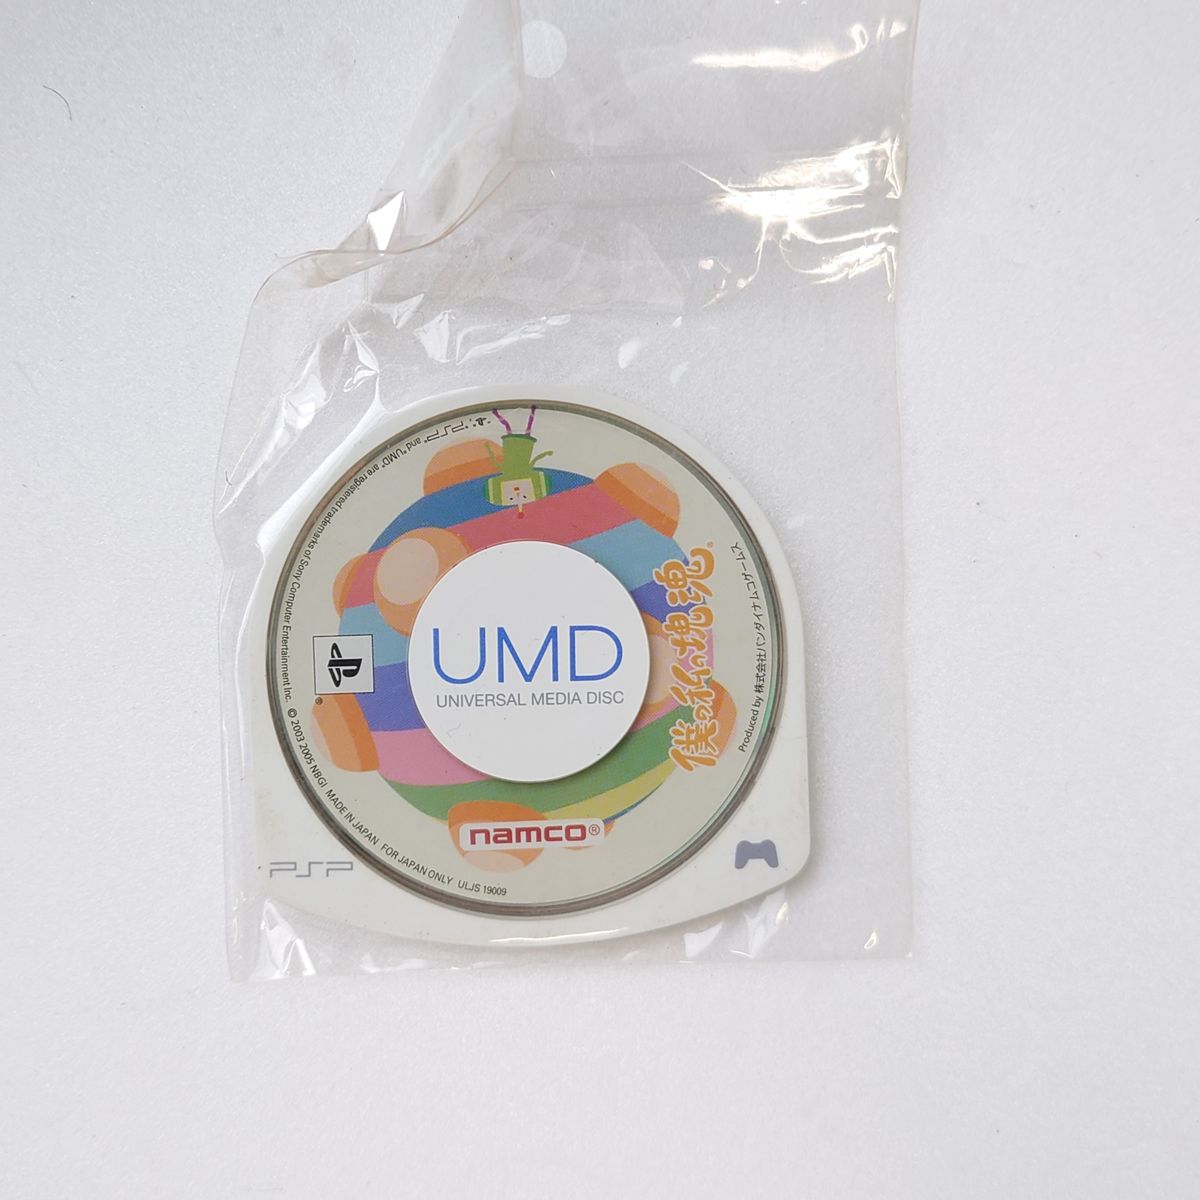 UMD
UNIVERSAL MEDIA DISC
僕の私の塊魂
Produced by 株式会社バンダイナムコゲームス
namco®
PSP
"PSP" and "UMD" are registered trademarks of Sony Computer Entertainment Inc. © 2003 2005 NBGI MADE IN JAPAN FOR JAPAN ONLY ULJS 19009